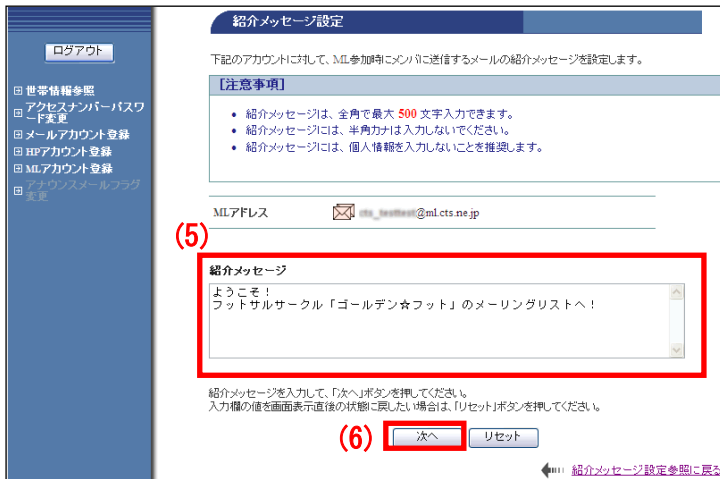 紹介メッセージ設定
ログアウト
下記のアカウントに対して、ML参加時にメンバに送信するメールの紹介メッセージを設定します。
世帯情報参照
アクセスナンバーパスワ
ード変更
メールアカウント登録
HPアカウント登録
MLアカウント登録
アナウンスメールフラグ
変更
[注意事項]
• 紹介メッセージは、全角で最大 500 文字入力できます。
• 紹介メッセージには、半角カナは入力しないでください。
• 紹介メッセージには、個人情報を入力しないことを推奨します。
MLアドレス @ml.cts.ne.jp
(5)
紹介メッセージ
ようこそ！
フットサルサークル「ゴールデン☆フット」のメーリングリストへ！
紹介メッセージを入力して、「次へ」ボタンを押してください。
入力欄の値を画面表示直後の状態に戻したい場合は、「リセット」ボタンを押してください。
(6) 次へ リセット
紹介メッセージ設定参照に戻る